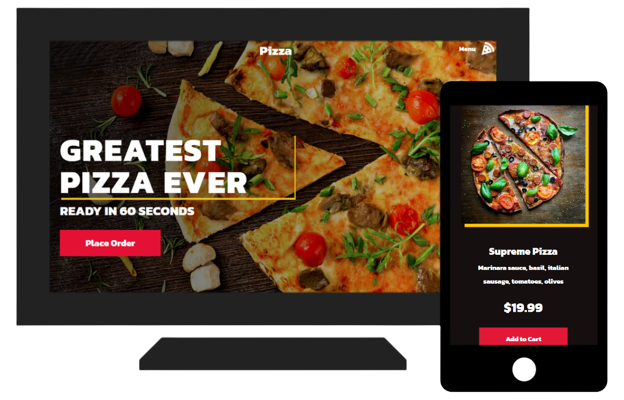 Pizza
Menu
GREATEST
PIZZA EVER
READY IN 60 SECONDS
Place Order
Supreme Pizza
Marinara sauce, basil, italian
sausage, tomatoes, olives
$19.99
Add to Cart